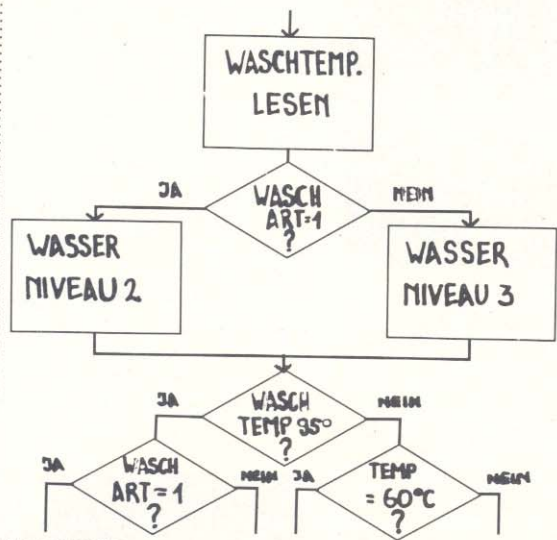 WASCHTEMP.
LESEN
JA
WASCH
ART=1
?
NEIN
WASSER
NIVEAU 2
WASSER
NIVEAU 3
JA
WASCH
TEMP 95°
?
NEIN
JA
WASCH
ART=1
?
NEIN
JA
TEMP
=60°C
?
NEIN